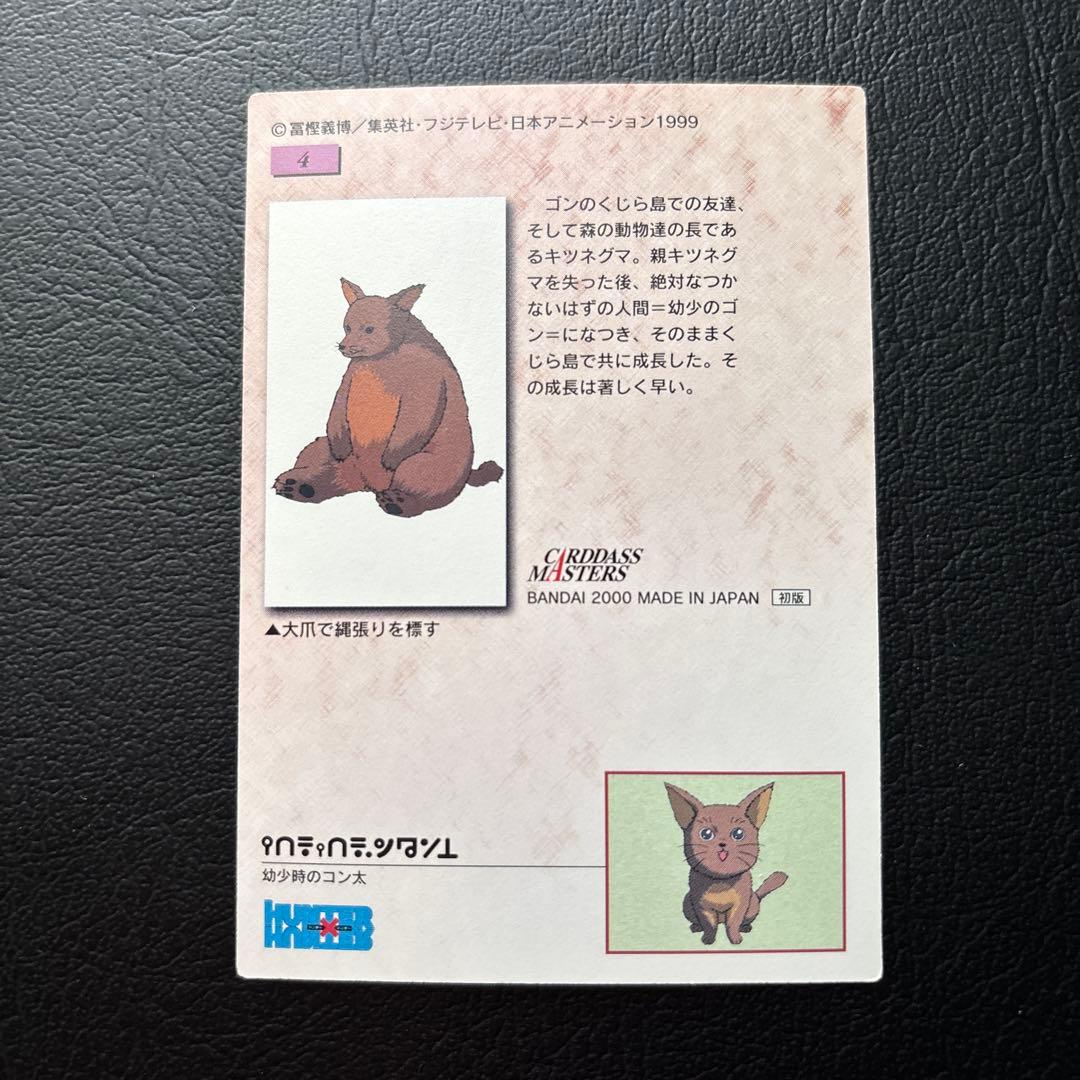 ©冨樫義博／集英社・フジテレビ・日本アニメーション1999
4
ゴンのくじら島での友達、
そして森の動物達の長であ
るキツネグマ。親キツネグ
マを失った後、絶対なつか
ないはずの人間＝幼少のゴ
ン＝になつき、そのままく
じら島で共に成長した。そ
の成長は著しく早い。
CARDDASS
MASTERS
BANDAI 2000 MADE IN JAPAN 初版
▲大爪で縄張りを標す
幼少時のコン太
HUNTER